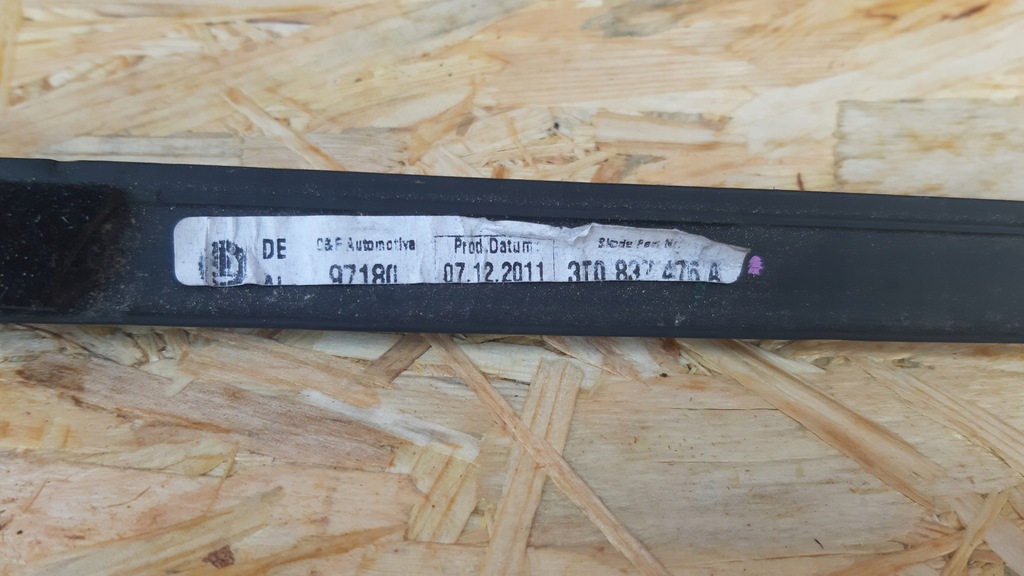 D DE C&F Automotive Prod.Datum: Skoda Part Nr.
97180 07.12.2011 3T0 837 476 A